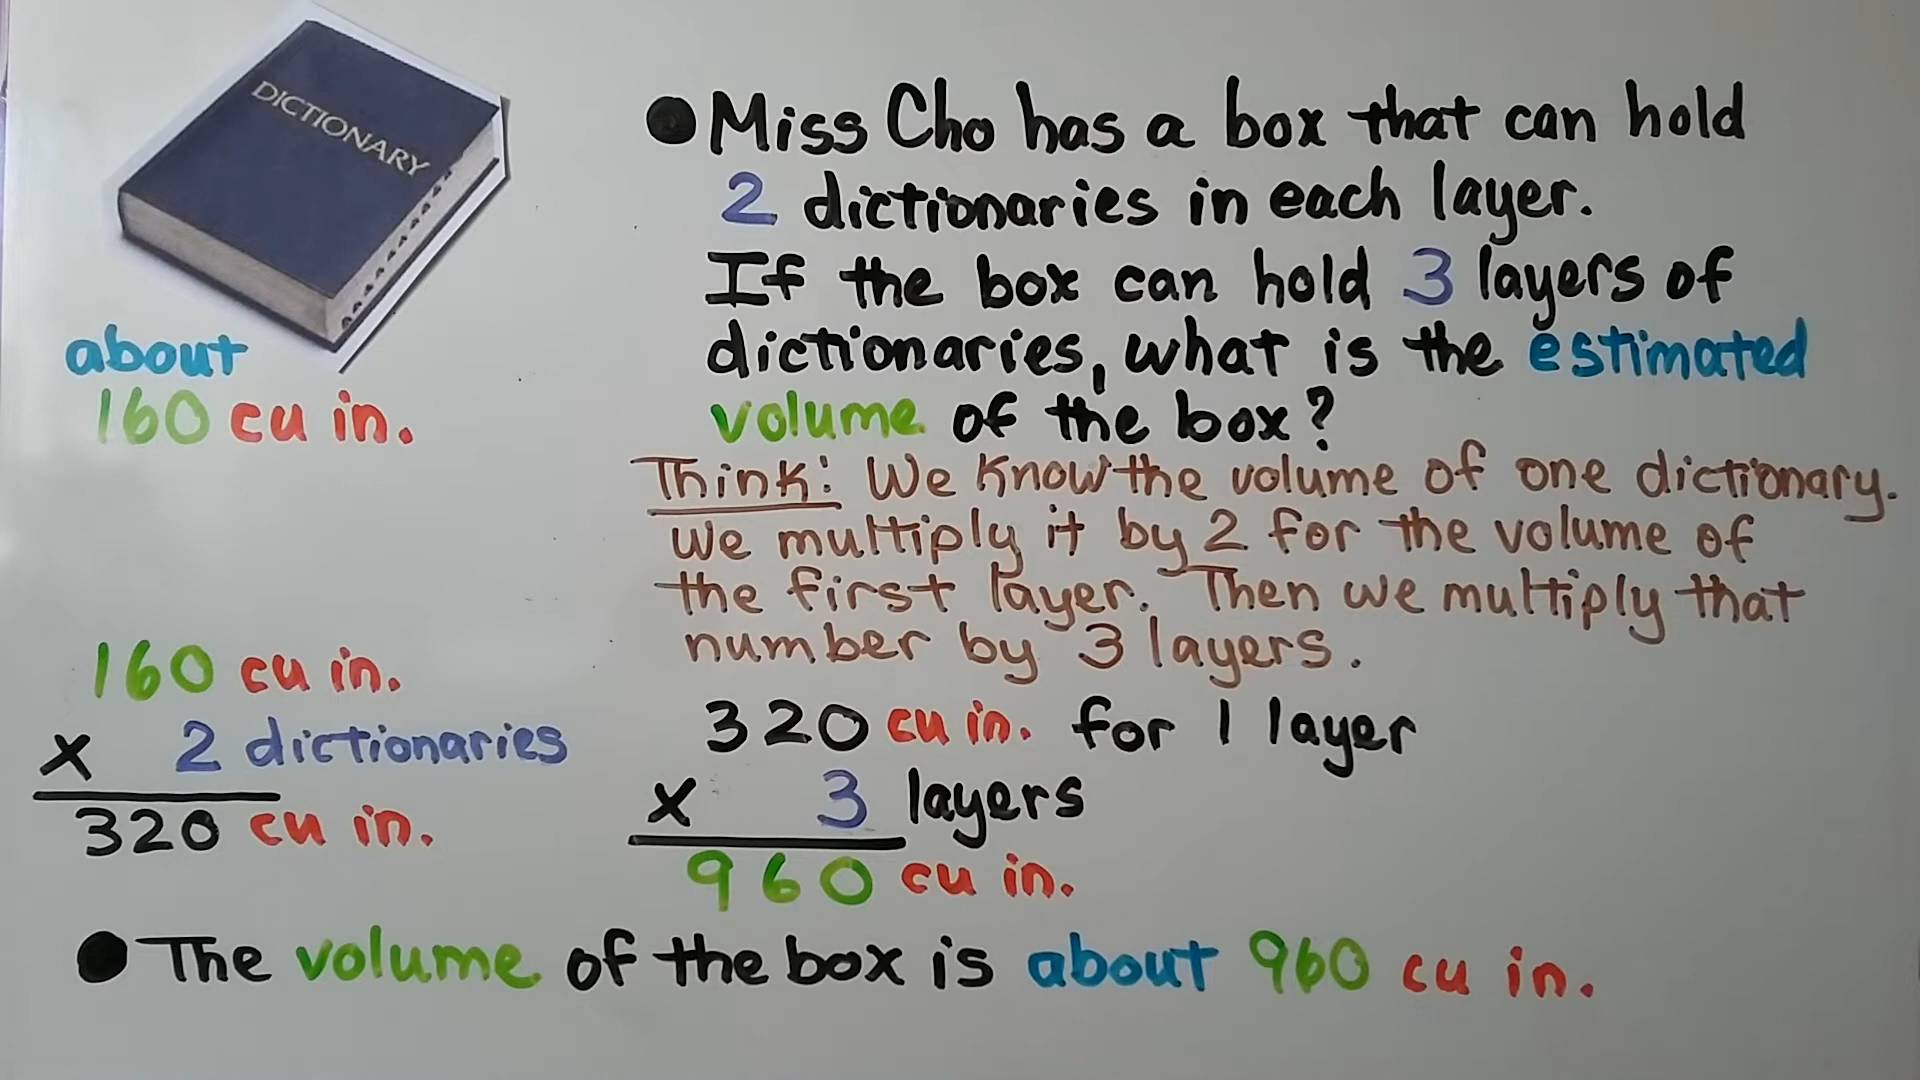 DICTIONARY
about
160 cu in.
● Miss Cho has a box that can hold
2 dictionaries in each layer.
If the box can hold 3 layers of
dictionaries, what is the estimated
volume of the box?
Think: We know the volume of one dictionary.
We multiply it by 2 for the volume of
the first layer. Then we multiply that
number by 3 layers.
160 cu in.
x 2 dictionaries
320 cu in.
320 cu in. for 1 layer
x 3 layers
960 cu in.
● The volume of the box is about 960 cu in.